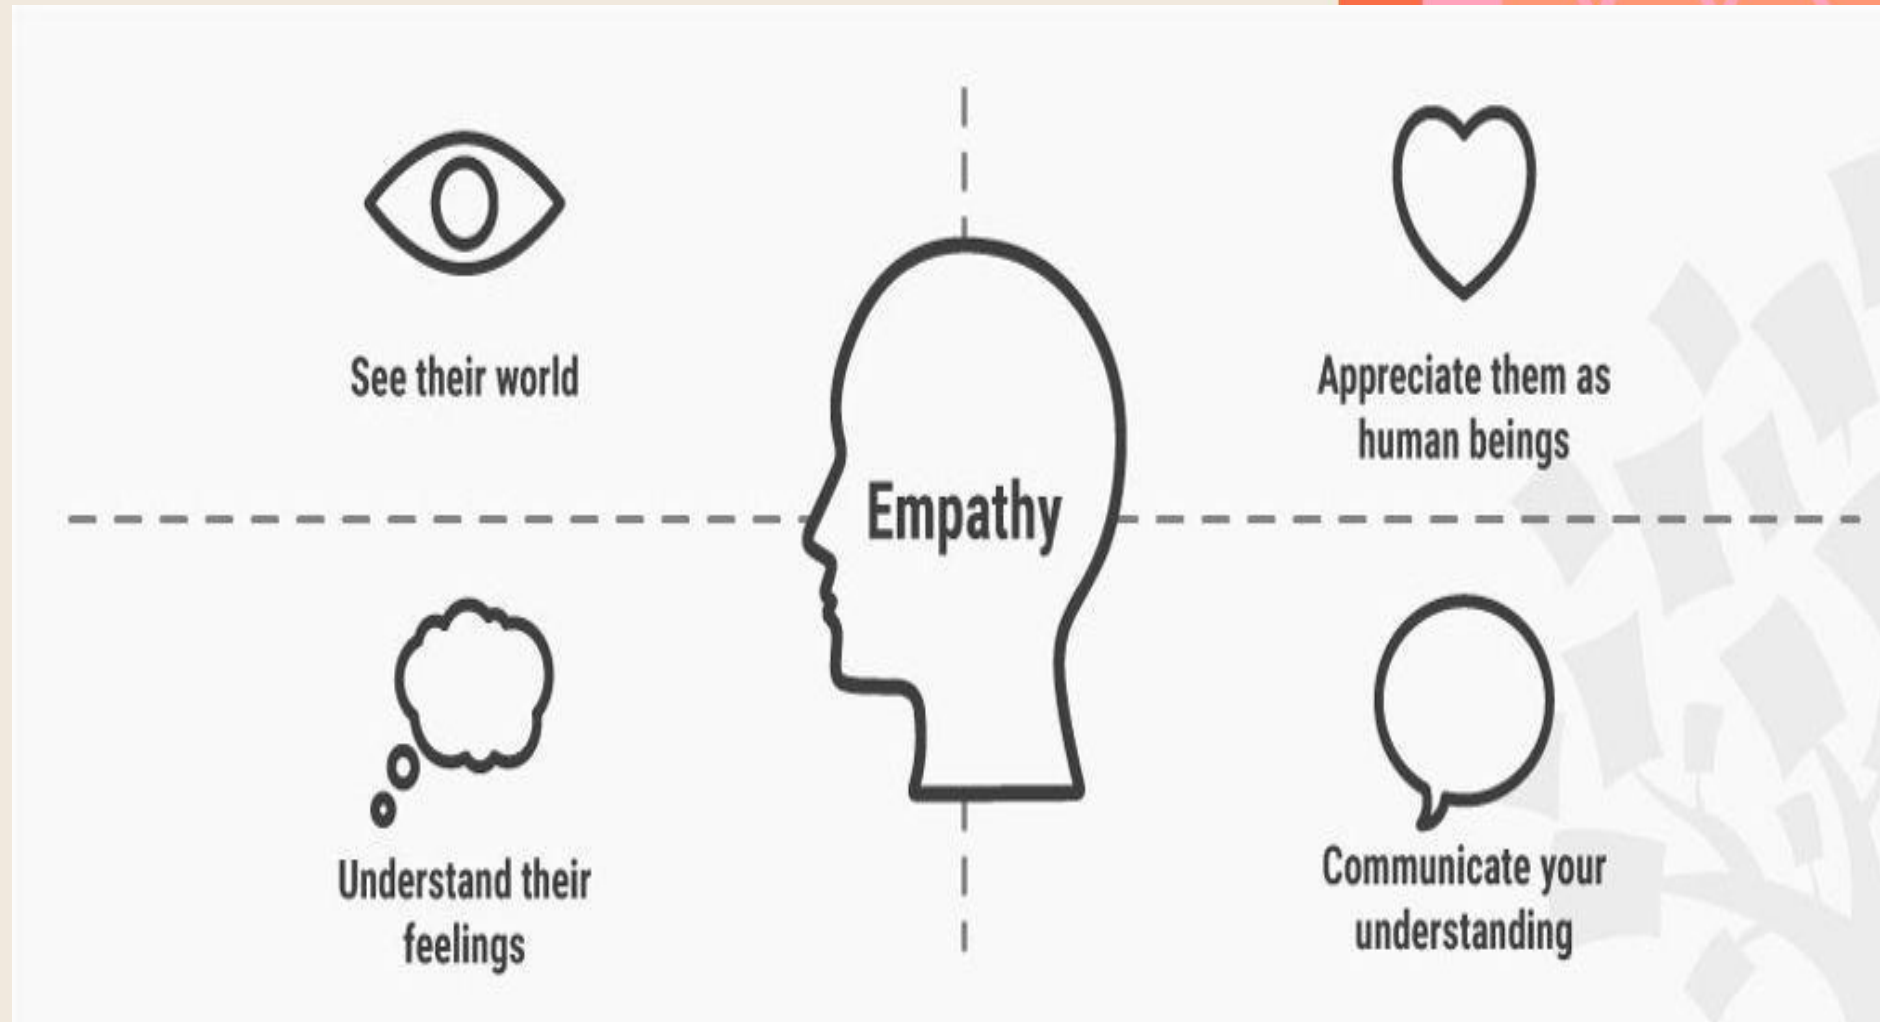 See their world
Appreciate them as
human beings
Empathy
Understand their
feelings
Communicate your
understanding